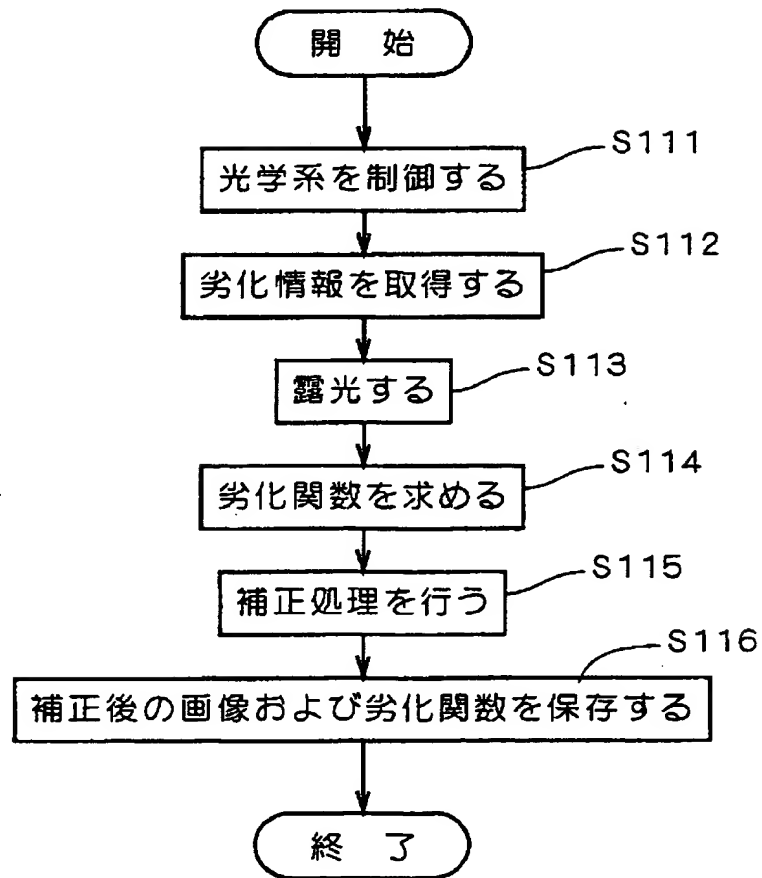 開 始
S111
光学系を制御する
S112
劣化情報を取得する
S113
露光する
S114
劣化関数を求める
S115
補正処理を行う
S116
補正後の画像および劣化関数を保存する
終 了